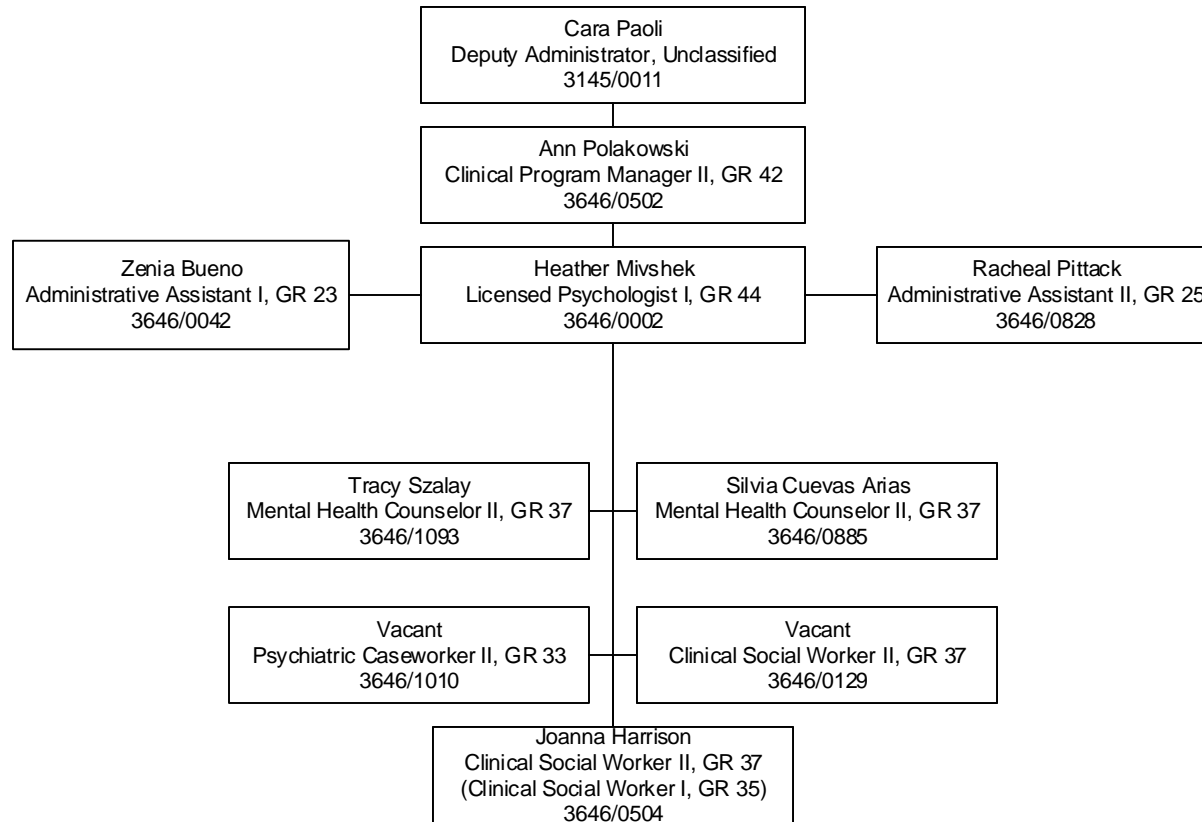 Cara Paoli
Deputy Administrator, Unclassified
3145/0011
Ann Polakowski
Clinical Program Manager II, GR 42
3646/0502
Zenia Bueno
Administrative Assistant I, GR 23
3646/0042
Heather Mivshek
Licensed Psychologist I, GR 44
3646/0002
Racheal Pittack
Administrative Assistant II, GR 25
3646/0828
Tracy Szalay
Mental Health Counselor II, GR 37
3646/1093
Silvia Cuevas Arias
Mental Health Counselor II, GR 37
3646/0885
Vacant
Psychiatric Caseworker II, GR 33
3646/1010
Vacant
Clinical Social Worker II, GR 37
3646/0129
Joanna Harrison
Clinical Social Worker II, GR 37
(Clinical Social Worker I, GR 35)
3646/0504